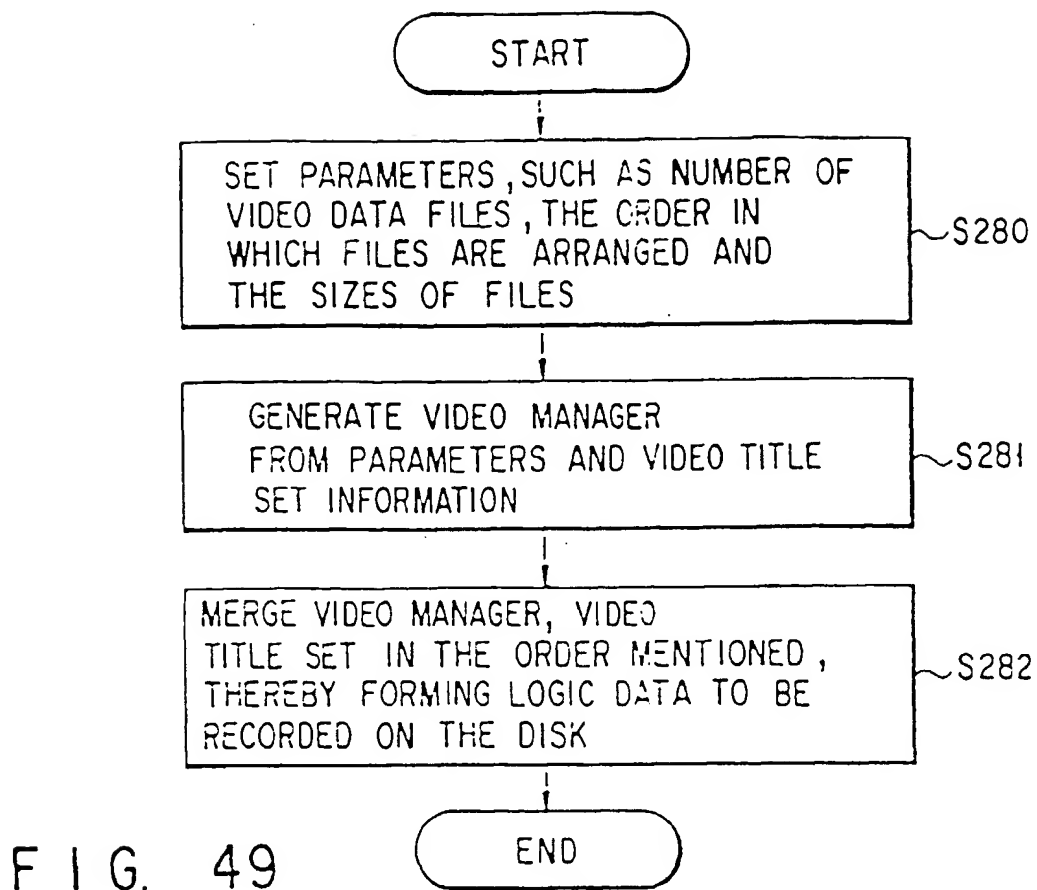 START
SET PARAMETERS, SUCH AS NUMBER OF
VIDEO DATA FILES, THE ORDER IN
WHICH FILES ARE ARRANGED AND
THE SIZES OF FILES
S280
GENERATE VIDEO MANAGER
FROM PARAMETERS AND VIDEO TITLE
SET INFORMATION
S281
MERGE VIDEO MANAGER, VIDEO
TITLE SET IN THE ORDER MENTIONED,
THEREBY FORMING LOGIC DATA TO BE
RECORDED ON THE DISK
S282
END
FIG. 49